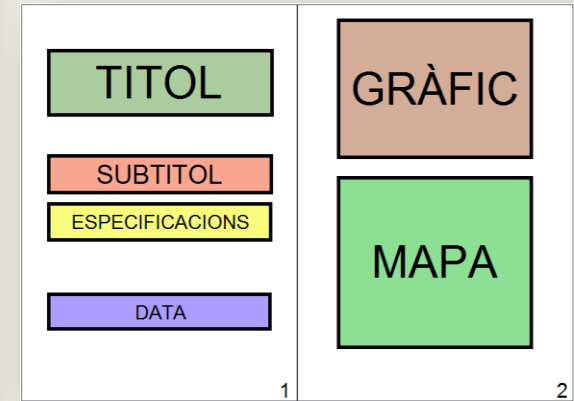 TITOL
SUBTITOL
ESPECIFICACIONS
DATA
1
GRÀFIC
MAPA
2